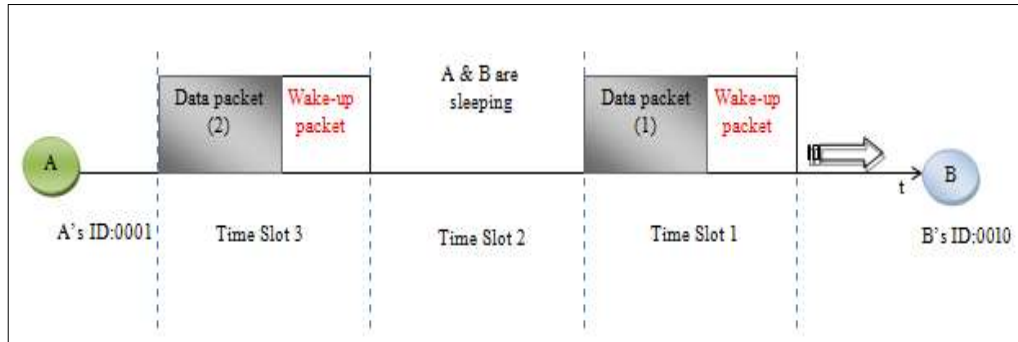 A & B are
sleeping
Data packet
(2)
Wake-up
packet
Data packet
(1)
Wake-up
packet
A
t
B
A's ID:0001
Time Slot 3
Time Slot 2
Time Slot 1
B's ID:0010